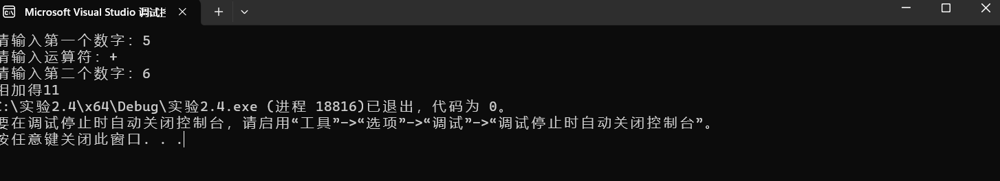 Microsoft Visual Studio 调试控
请输入第一个数字：5
请输入运算符：+
请输入第二个数字：6
相加得11
C:\实验2.4\x64\Debug\实验2.4.exe (进程 18816)已退出，代码为 0。
要在调试停止时自动关闭控制台，请启用“工具”->“选项”->“调试”->“调试停止时自动关闭控制台”。
按任意键关闭此窗口. . .